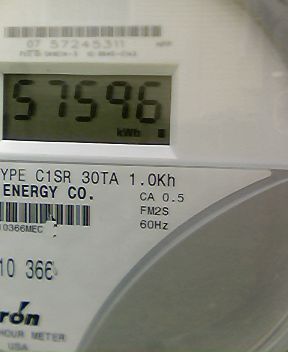 07 57245311
57596
kWh
YPE C1SR 30TA 1.0Kh
ENERGY CO.
CA 0.5
FM2S
60Hz
10366MEC
10 366
rön
HOUR METER
USA